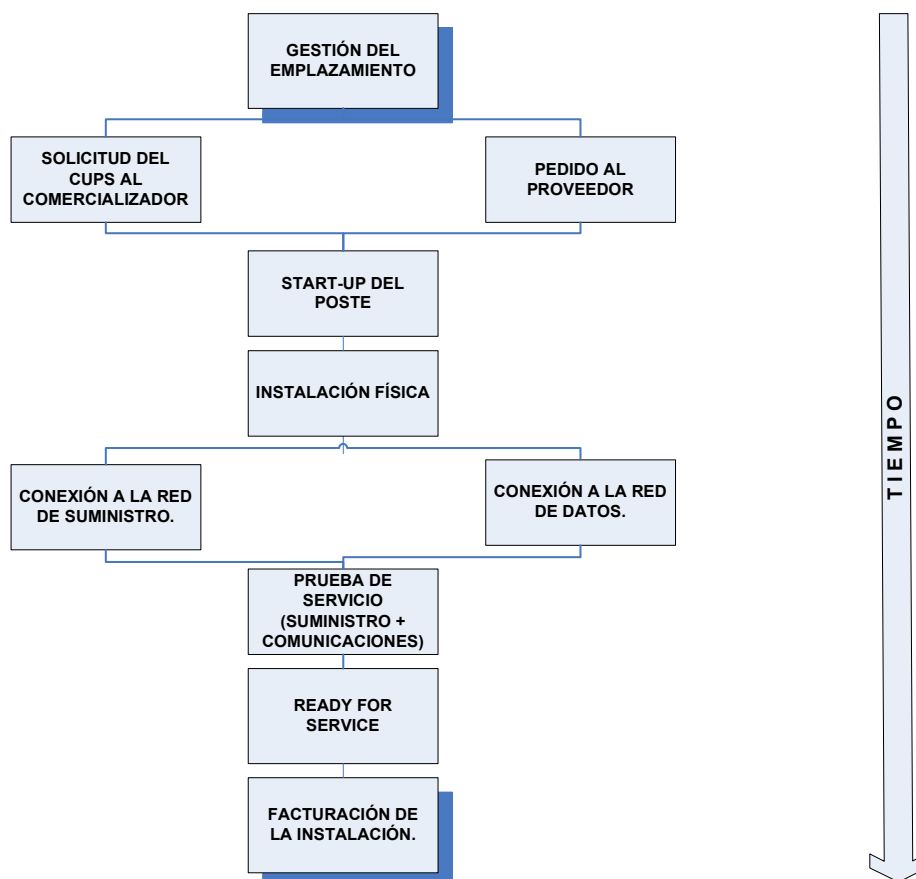 GESTIÓN DEL
EMPLAZAMIENTO
SOLICITUD DEL
CUPS AL
COMERCIALIZADOR
PEDIDO AL
PROVEEDOR
START-UP DEL
POSTE
INSTALACIÓN FÍSICA
CONEXIÓN A LA RED
DE SUMINISTRO.
CONEXIÓN A LA RED
DE DATOS.
PRUEBA DE
SERVICIO
(SUMINISTRO +
COMUNICACIONES)
READY FOR
SERVICE
FACTURACIÓN DE
LA INSTALACIÓN.
TIEMPO